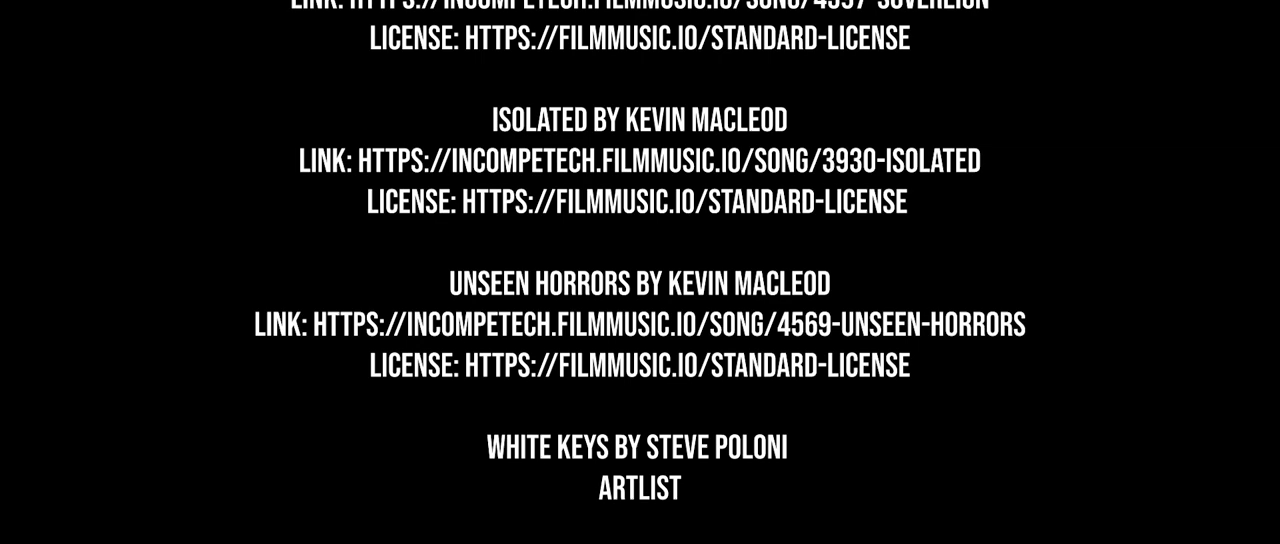 LINK: HTTPS://INCOMPETECH.FILMMUSIC.IO/SONG/4397-SOVEREIGN
LICENSE: HTTPS://FILMMUSIC.IO/STANDARD-LICENSE
ISOLATED BY KEVIN MACLEOD
LINK: HTTPS://INCOMPETECH.FILMMUSIC.IO/SONG/3930-ISOLATED
LICENSE: HTTPS://FILMMUSIC.IO/STANDARD-LICENSE
UNSEEN HORRORS BY KEVIN MACLEOD
LINK: HTTPS://INCOMPETECH.FILMMUSIC.IO/SONG/4569-UNSEEN-HORRORS
LICENSE: HTTPS://FILMMUSIC.IO/STANDARD-LICENSE
WHITE KEYS BY STEVE POLONI
ARTLIST